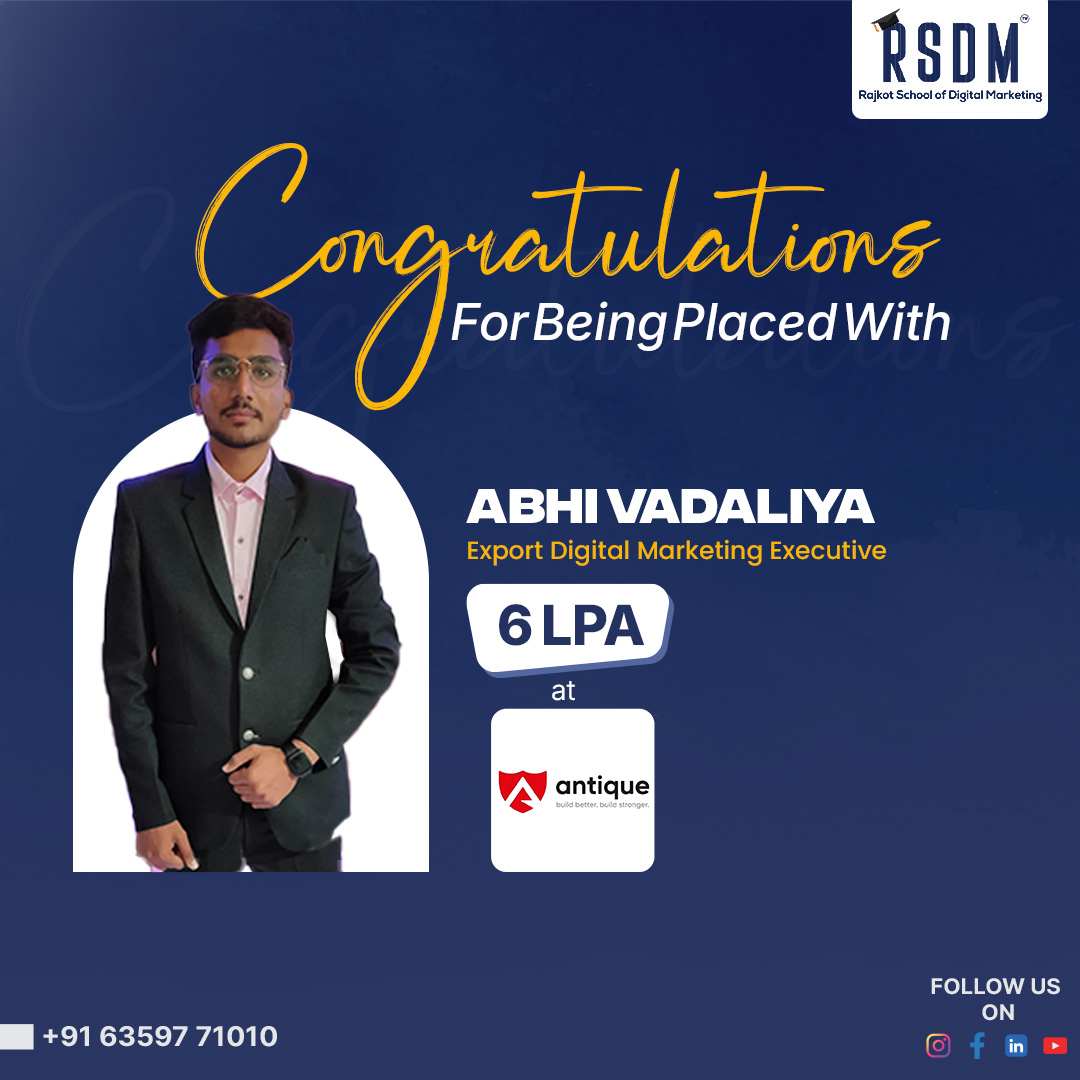 RSDM
TM
Rajkot School of Digital Marketing
Congratulations
For Being Placed With
ABHI VADALIYA
Export Digital Marketing Executive
6 LPA
at
antique
build better. build stronger.
FOLLOW US
ON
+91 63597 71010